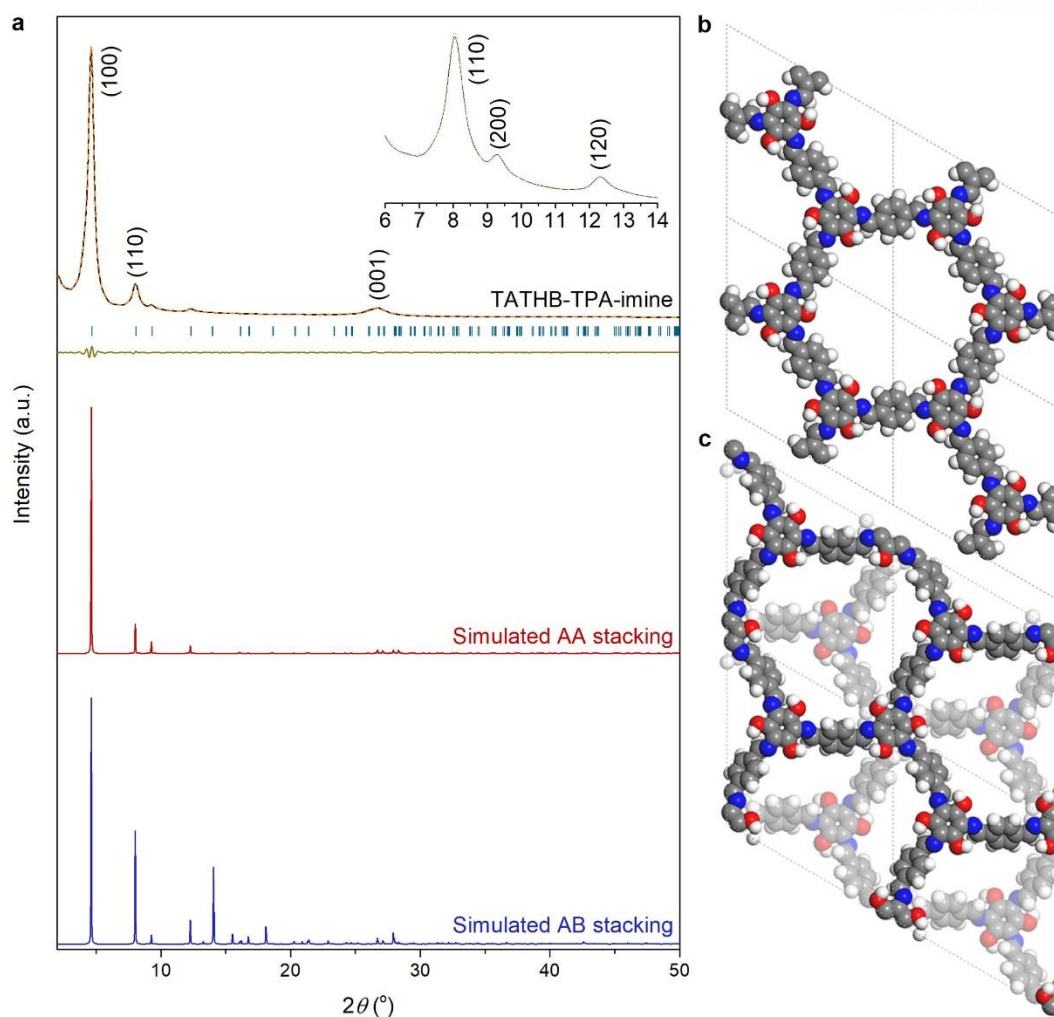 a
b
(100)
(110)
(200)
(120)
6 7 8 9 10 11 12 13 14
(110)
(001)
TATHB-TPA-imine
Intensity (a.u.)
c
Simulated AA stacking
Simulated AB stacking
10 20 30 40 50
2θ (°)